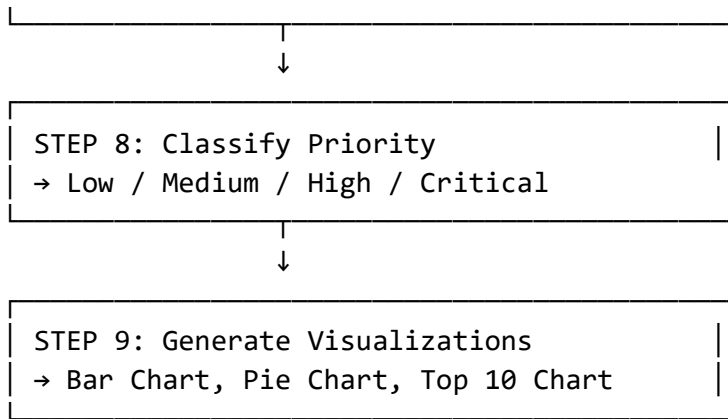 ↓
STEP 8: Classify Priority
→ Low / Medium / High / Critical
↓
STEP 9: Generate Visualizations
→ Bar Chart, Pie Chart, Top 10 Chart